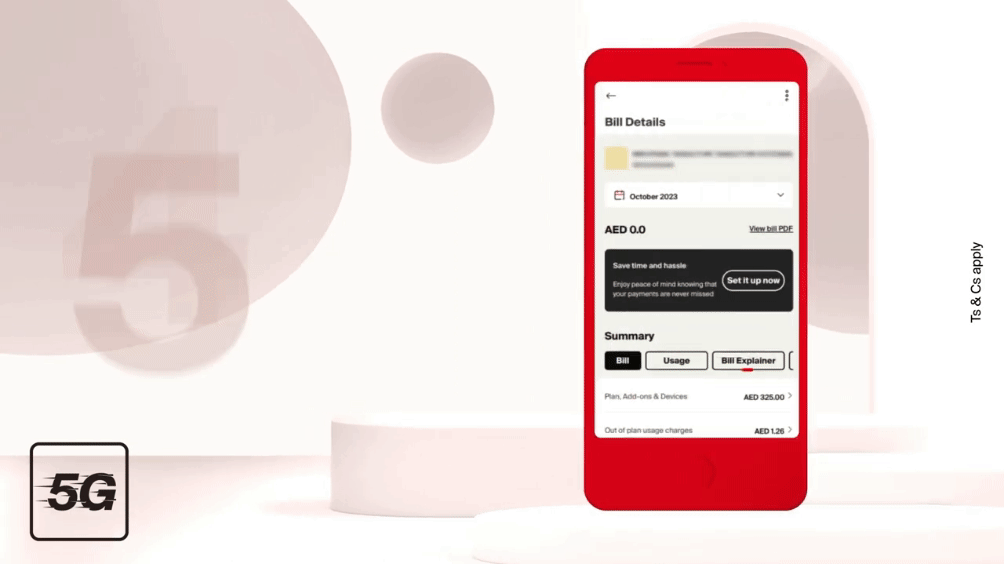 5
Bill Details
October 2023
AED 0.0
View bill PDF
Save time and hassle
Enjoy peace of mind knowing that
your payments are never missed
Set it up now
Summary
Bill
Usage
Bill Explainer
Plan, Add-ons & Devices
AED 325.00
Out of plan usage charges
AED 1.26
Ts & Cs apply
5G